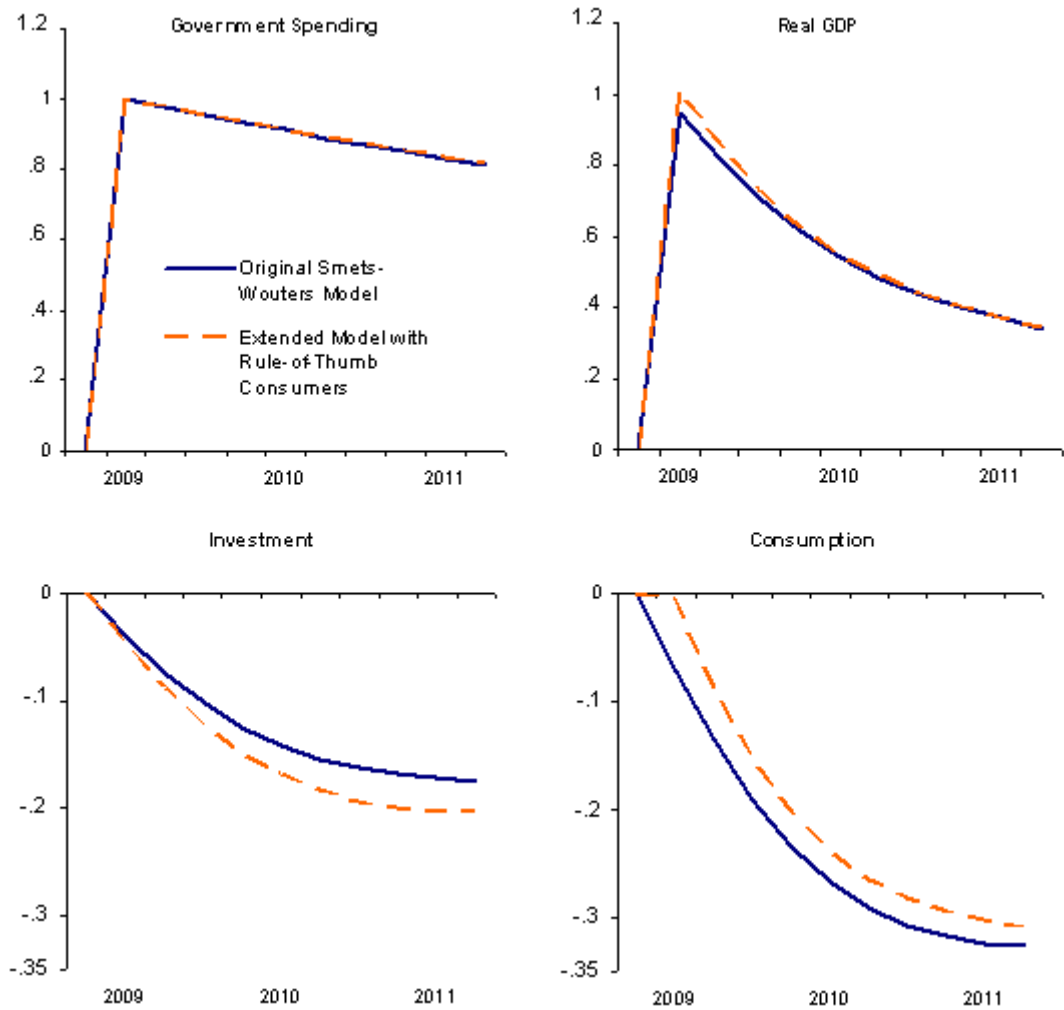 Government Spending
1.2
1
.8
.6
.4
.2
0
Original Smets-
Wouters Model
Extended Model with
Rule-of-Thumb
Consumers
2009 2010 2011
Real GDP
1.2
1
.8
.6
.4
.2
0
2009 2010 2011
Investment
0
-.1
-.2
-.3
-.35
2009 2010 2011
Consumption
0
-.1
-.2
-.3
-.35
2009 2010 2011